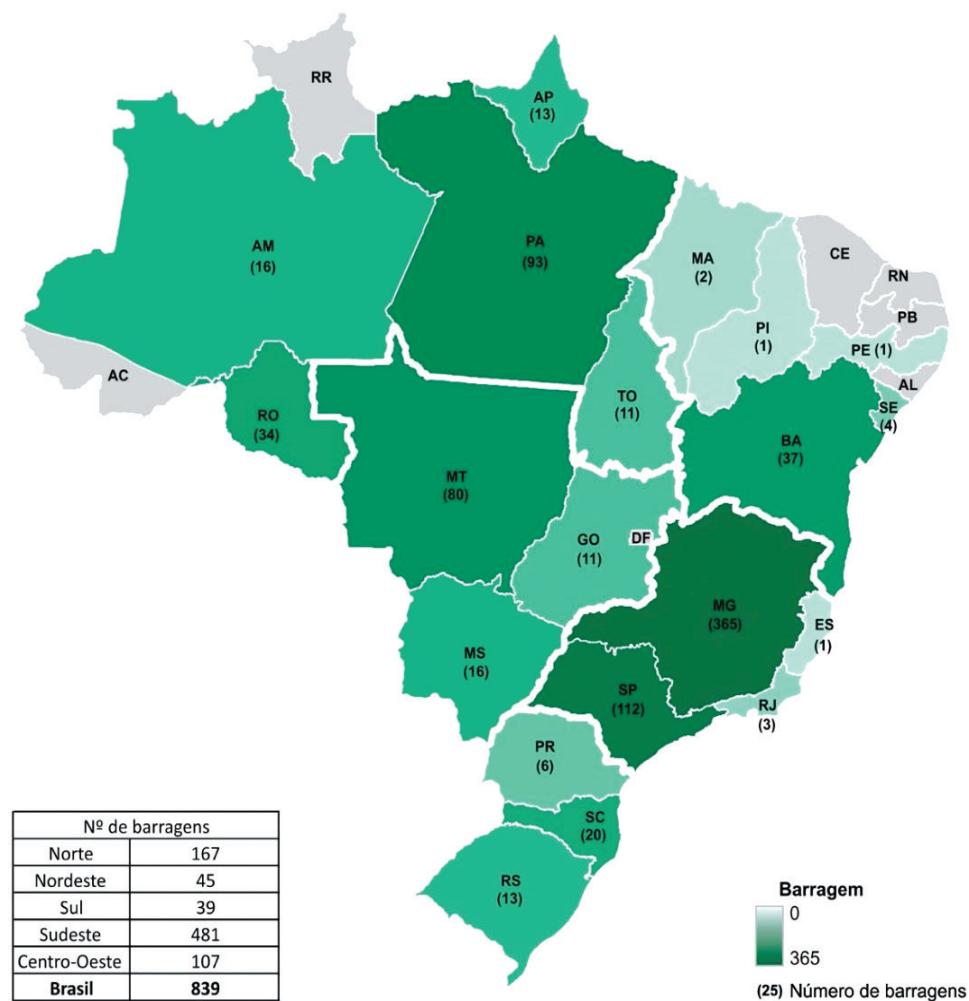 RR
AP
(13)
AM
(16)
PA
(93)
MA
(2)
CE
RN
PB
PI
(1)
PE (1)
AL
SE
(4)
AC
RO
(34)
TO
(11)
BA
(37)
MT
(80)
GO
(11)
DF
MG
(365)
ES
(1)
MS
(16)
SP
(112)
RJ
(3)
PR
(6)
SC
(20)
RS
(13)
Nº de barragens
Norte 167
Nordeste 45
Sul 39
Sudeste 481
Centro-Oeste 107
Brasil 839
Barragem
0
365
(25) Número de barragens